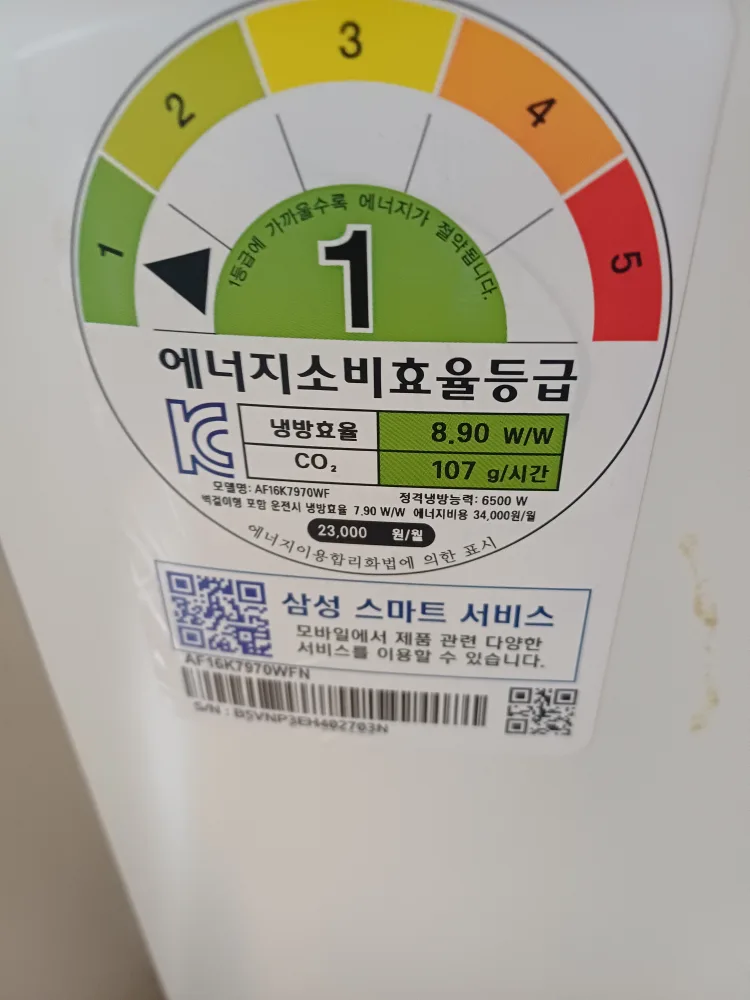 1
2
3
4
5
1등급에 가까울수록 에너지가 절약됩니다.
1
에너지소비효율등급
냉방효율 8.90 W/W
CO₂ 107 g/시간
모델명: AF16K7970WF 정격냉방능력: 6500 W
벽걸이형 포함 운전시 냉방효율 7.90 W/W 에너지비용 34,000원/월
23,000 원/월
에너지이용합리화법에 의한 표시
삼성 스마트 서비스
모바일에서 제품 관련 다양한
서비스를 이용할 수 있습니다.
AF16K7970WFN
S/N : B5VNP3EH402703N